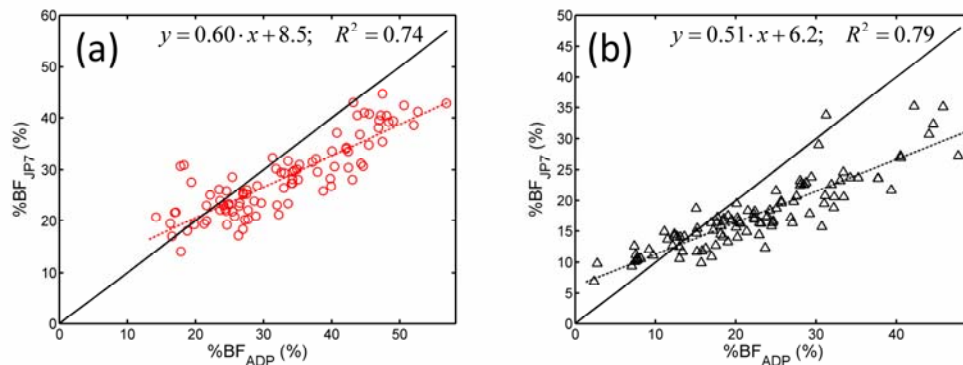 (a)
y = 0.60 · x + 8.5; R² = 0.74
60
50
40
30
20
10
0
%BF_JP7 (%)
0 10 20 30 40 50
%BF_ADP (%)
(b)
y = 0.51 · x + 6.2; R² = 0.79
50
45
40
35
30
25
20
15
10
5
0
%BF_JP7 (%)
0 10 20 30 40
%BF_ADP (%)